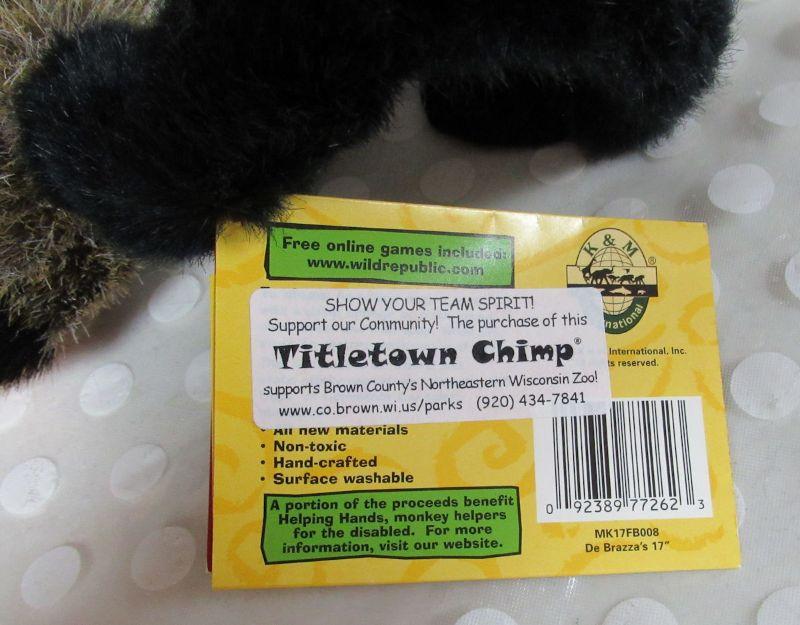 Free online games included:
www.wildrepublic.com
K & M
®
International
SHOW YOUR TEAM SPIRIT!
Support our Community! The purchase of this
Titletown Chimp®
supports Brown County's Northeastern Wisconsin Zoo!
www.co.brown.wi.us/parks (920) 434-7841
International, Inc.
reserved.
• All new materials
• Non-toxic
• Hand-crafted
• Surface washable
A portion of the proceeds benefit
Helping Hands, monkey helpers
for the disabled. For more
information, visit our website.
0 92389 77262 3
MK17FB008
De Brazza's 17"